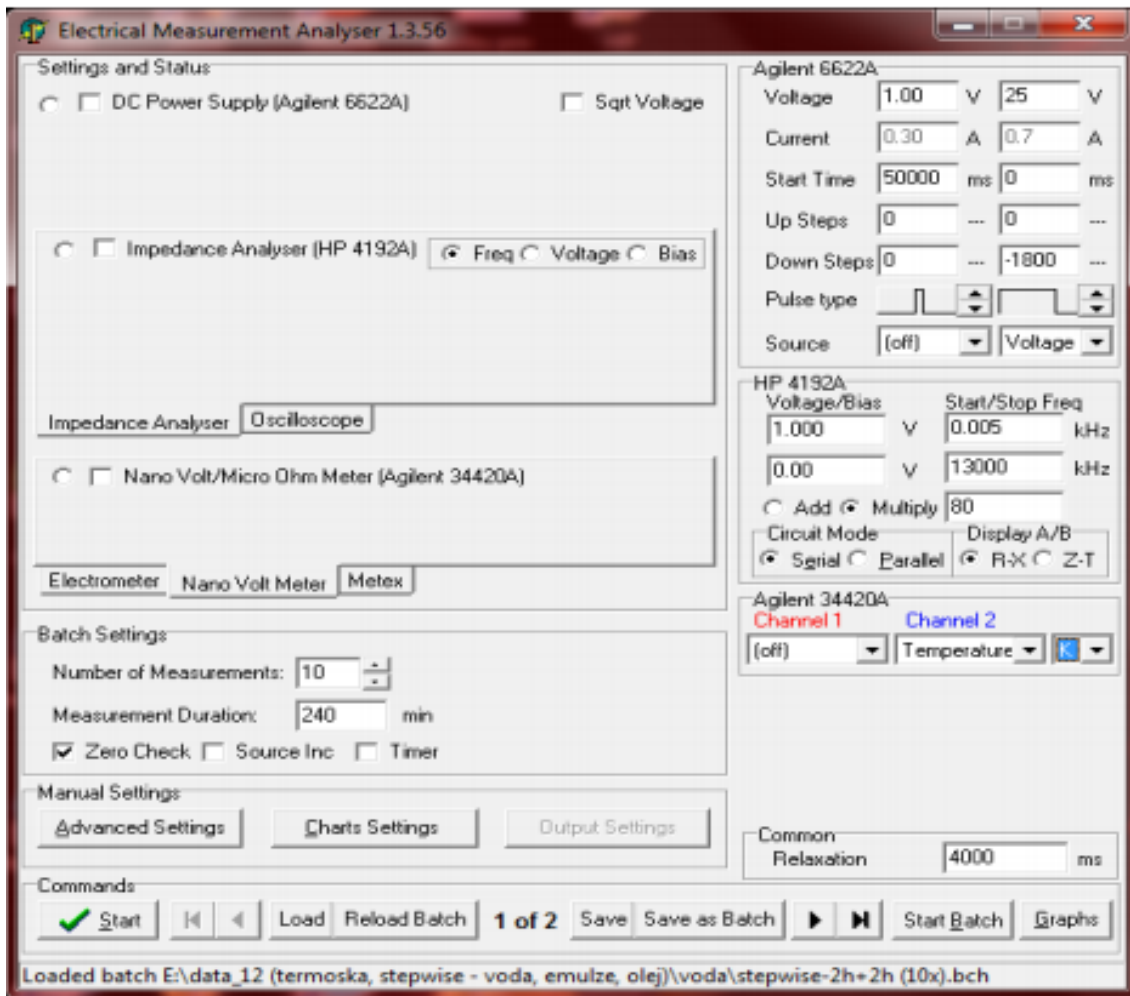 Electrical Measurement Analyser 1.3.56
Settings and Status
DC Power Supply (Agilent 6622A) Sqrt Voltage
Impedance Analyser (HP 4192A) Freq Voltage Bias
Impedance Analyser Oscilloscope
Nano Volt/Micro Ohm Meter (Agilent 34420A)
Electrometer Nano Volt Meter Metex
Batch Settings
Number of Measurements: 10
Measurement Duration: 240 min
Zero Check Source Inc Timer
Manual Settings
Advanced Settings Charts Settings Output Settings
Agilent 6622A
Voltage 1.00 V 25 V
Current 0.30 A 0.7 A
Start Time 50000 ms 0 ms
Up Steps 0 --- 0 ---
Down Steps 0 --- -1800 ---
Pulse type
Source (off) Voltage
HP 4192A
Voltage/Bias Start/Stop Freq
1.000 V 0.005 kHz
0.00 V 13000 kHz
Add Multiply 80
Circuit Mode Display A/B
Serial Parallel R-X Z-T
Agilent 34420A
Channel 1 Channel 2
(off) Temperature K
Common
Relaxation 4000 ms
Commands
Start Load Reload Batch 1 of 2 Save Save as Batch Start Batch Graphs
Loaded batch E:\data_12 (termoska, stepwise - voda, emulze, olej)\voda\stepwise-2h+2h (10x).bch